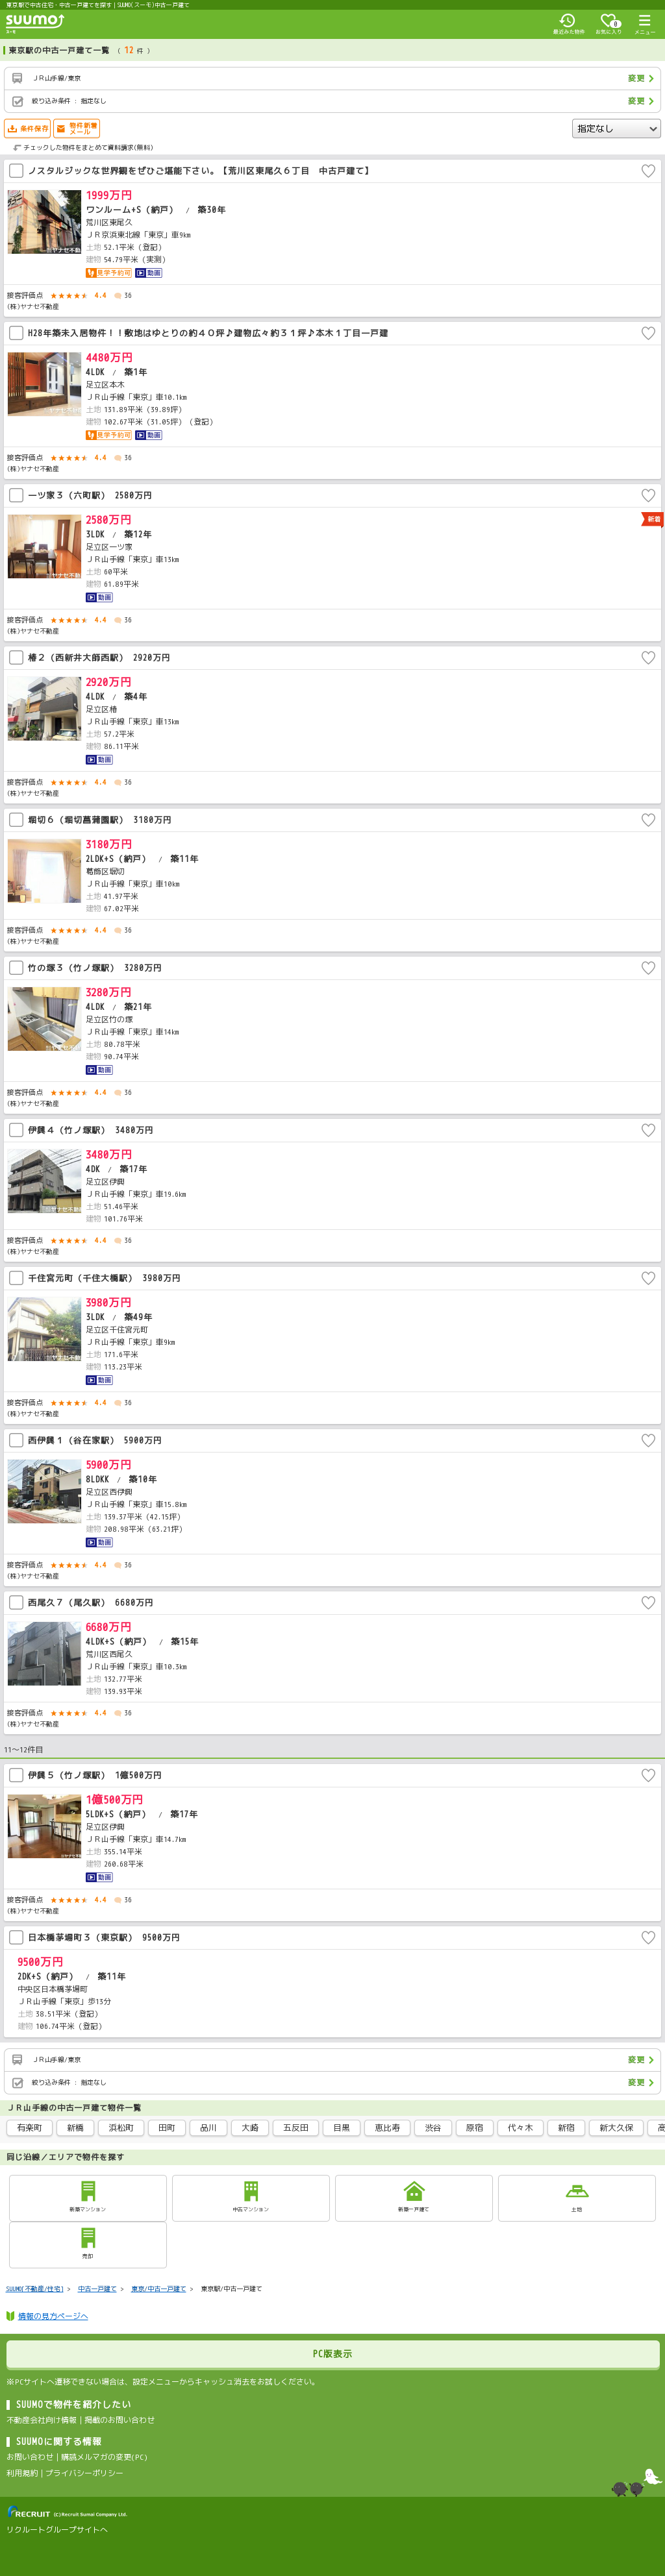 東京駅で中古住宅・中古一戸建てを探す｜SUUMO(スーモ)中古一戸建て
suumo
スーモ
最近みた物件
お気に入り
0
メニュー
東京駅の中古一戸建て一覧 （ 12 件 ）
ＪＲ山手線/東京
変更
絞り込み条件 ： 指定なし
変更
条件保存
物件新着メール
指定なし
チェックした物件をまとめて資料請求(無料)
ノスタルジックな世界観をぜひご堪能下さい。【荒川区東尾久６丁目　中古戸建て】
1999万円
ワンルーム+S（納戸） / 築30年
荒川区東尾久
ＪＲ京浜東北線「東京」車9km
土地 52.1平米（登記）
建物 54.79平米（実測）
見学予約可 動画
接客評価点 4.4 36
(株)ヤナセ不動産
H28年築未入居物件！！敷地はゆとりの約４０坪♪建物広々約３１坪♪本木１丁目一戸建
4480万円
4LDK / 築1年
足立区本木
ＪＲ山手線「東京」車10.1km
土地 131.89平米（39.89坪）
建物 102.67平米（31.05坪）（登記）
見学予約可 動画
接客評価点 4.4 36
(株)ヤナセ不動産
一ツ家３（六町駅） 2580万円
新着
2580万円
3LDK / 築12年
足立区一ツ家
ＪＲ山手線「東京」車13km
土地 60平米
建物 61.89平米
動画
接客評価点 4.4 36
(株)ヤナセ不動産
椿２（西新井大師西駅） 2920万円
2920万円
4LDK / 築4年
足立区椿
ＪＲ山手線「東京」車13km
土地 57.2平米
建物 86.11平米
動画
接客評価点 4.4 36
(株)ヤナセ不動産
堀切６（堀切菖蒲園駅） 3180万円
3180万円
2LDK+S（納戸） / 築11年
葛飾区堀切
ＪＲ山手線「東京」車10km
土地 41.97平米
建物 67.02平米
接客評価点 4.4 36
(株)ヤナセ不動産
竹の塚３（竹ノ塚駅） 3280万円
3280万円
4LDK / 築21年
足立区竹の塚
ＪＲ山手線「東京」車14km
土地 80.78平米
建物 90.74平米
動画
接客評価点 4.4 36
(株)ヤナセ不動産
伊興４（竹ノ塚駅） 3480万円
3480万円
4DK / 築17年
足立区伊興
ＪＲ山手線「東京」車19.6km
土地 51.46平米
建物 101.76平米
接客評価点 4.4 36
(株)ヤナセ不動産
千住宮元町（千住大橋駅） 3980万円
3980万円
3LDK / 築49年
足立区千住宮元町
ＪＲ山手線「東京」車9km
土地 171.6平米
建物 113.23平米
動画
接客評価点 4.4 36
(株)ヤナセ不動産
西伊興１（谷在家駅） 5900万円
5900万円
8LDKK / 築10年
足立区西伊興
ＪＲ山手線「東京」車15.8km
土地 139.37平米（42.15坪）
建物 208.98平米（63.21坪）
動画
接客評価点 4.4 36
(株)ヤナセ不動産
西尾久７（尾久駅） 6680万円
6680万円
4LDK+S（納戸） / 築15年
荒川区西尾久
ＪＲ山手線「東京」車10.3km
土地 132.77平米
建物 139.93平米
接客評価点 4.4 36
(株)ヤナセ不動産
11～12件目
伊興５（竹ノ塚駅） 1億500万円
1億500万円
5LDK+S（納戸） / 築17年
足立区伊興
ＪＲ山手線「東京」車14.7km
土地 355.14平米
建物 260.68平米
動画
接客評価点 4.4 36
(株)ヤナセ不動産
日本橋茅場町３（東京駅） 9500万円
9500万円
2DK+S（納戸） / 築11年
中央区日本橋茅場町
ＪＲ山手線「東京」歩13分
土地 38.51平米（登記）
建物 106.74平米（登記）
ＪＲ山手線/東京
変更
絞り込み条件 ： 指定なし
変更
ＪＲ山手線の中古一戸建て物件一覧
有楽町 新橋 浜松町 田町 品川 大崎 五反田 目黒 恵比寿 渋谷 原宿 代々木 新宿 新大久保 高
同じ沿線／エリアで物件を探す
新築マンション
中古マンション
新築一戸建て
土地
売却
SUUMO[不動産/住宅] > 中古一戸建て > 東京/中古一戸建て > 東京駅/中古一戸建て
情報の見方ページへ
PC版表示
※PCサイトへ遷移できない場合は、設定メニューからキャッシュ消去をお試しください。
SUUMOで物件を紹介したい
不動産会社向け情報｜掲載のお問い合わせ
SUUMOに関する情報
お問い合わせ｜購読メルマガの変更(PC)
利用規約｜プライバシーポリシー
RECRUIT (C)Recruit Sumai Company Ltd.
リクルートグループサイトへ